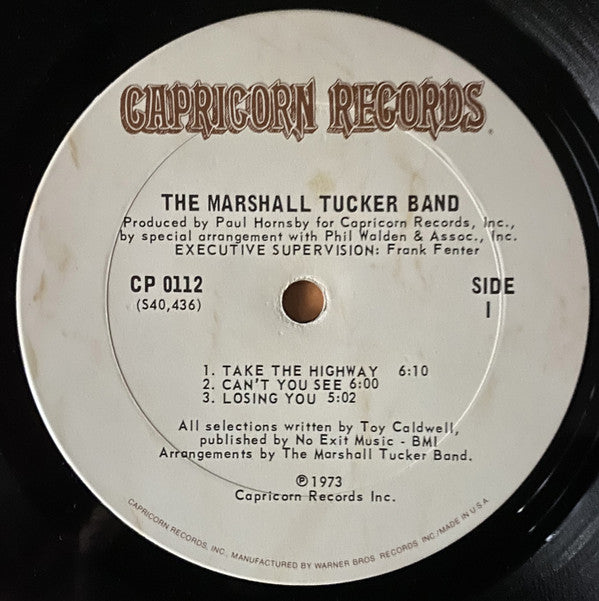 CAPRICORN RECORDS.
THE MARSHALL TUCKER BAND
Produced by Paul Hornsby for Capricorn Records, Inc.,
by special arrangement with Phil Walden & Assoc., Inc.
EXECUTIVE SUPERVISION: Frank Fenter
CP 0112 SIDE
(S40,436) 1
1. TAKE THE HIGHWAY 6:10
2. CAN'T YOU SEE 6:00
3. LOSING YOU 5:02
All selections written by Toy Caldwell,
published by No Exit Music - BMI
Arrangements by The Marshall Tucker Band.
℗ 1973
Capricorn Records Inc.
CAPRICORN RECORDS, INC., MANUFACTURED BY WARNER BROS. RECORDS INC./MADE IN U.S.A.